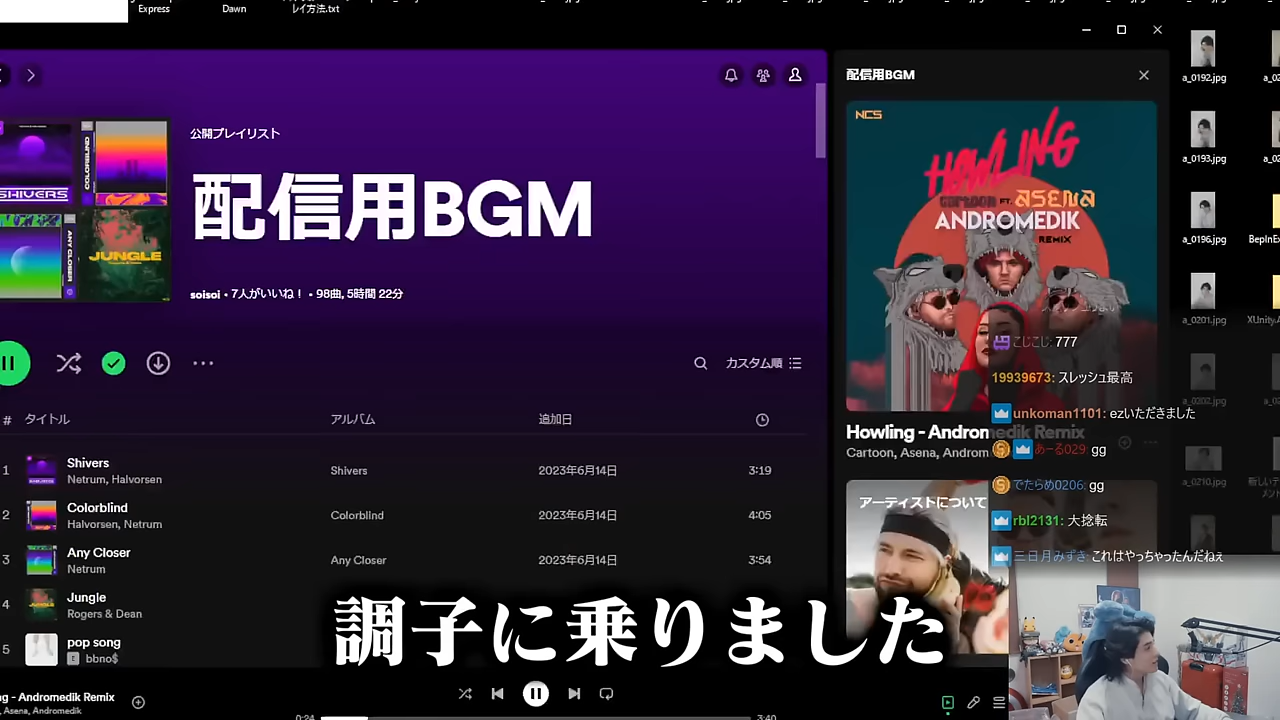 Express
Dawn
レイ方法.txt
配信用BGM
a_0192.jpg
公開プレイリスト
NCS
HOWLING
cartoon FT. ASENA
ANDROMEDIK
REMIX
COLORBLIND
SHIVERS
配信用BGM
a_0193.jpg
ANY CLOSER
JUNGLE
a_0196.jpg
BepInEx
soisoi • 7人がいいね！ • 98曲, 5時間 22分
a_0201.jpg
XUnity.A
こじこじ: 777
カスタム順
19939673: スレッシュ最高
a_0202.jpg
unkoman1101: ezいただきました
# タイトル アルバム 追加日
Howling - Andromedik Remix
Cartoon, Asena, Androm
あーる029: gg
1 Shivers Shivers 2023年6月14日 3:19
Netrum, Halvorsen
a_0210.jpg
でたらめ0206: gg
アーティストについて
2 Colorblind Colorblind 2023年6月14日 4:05
Halvorsen, Netrum
rbl2131: 大捻転
三日月みずき: これはやっちゃったんだねぇ
3 Any Closer Any Closer 2023年6月14日 3:54
Netrum
4 Jungle
Rogers & Dean
調子に乗りました
5 pop song
E bbno$
ng - Andromedik Remix
, Asena, Andromedik
0:24 3:40